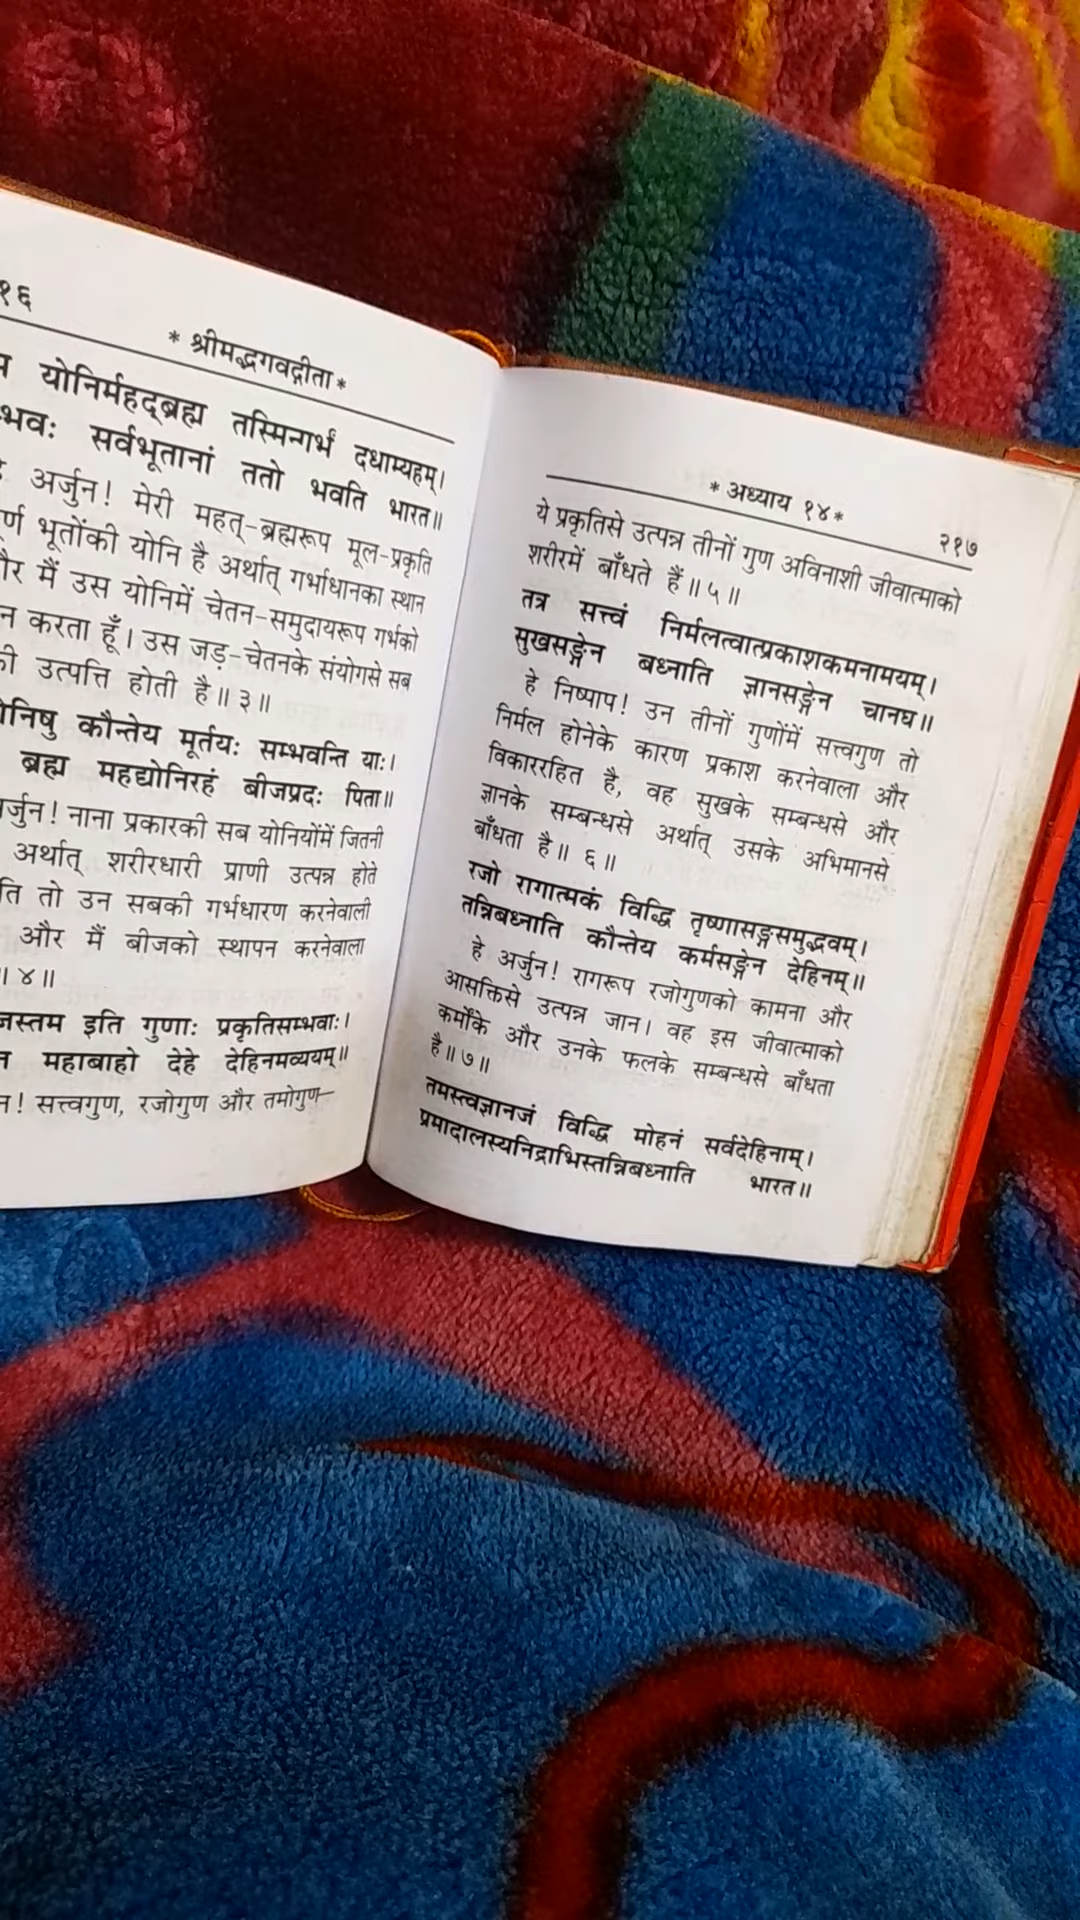 १६
* श्रीमद्भगवद्गीता *
योनिर्महद्ब्रह्म तस्मिन्गर्भं दधाम्यहम्।
सर्वभूतानां ततो भवति भारत॥
अर्जुन! मेरी महत्-ब्रह्मरूप मूल-प्रकृति
भूतोंकी योनि है अर्थात् गर्भाधानका स्थान
मैं उस योनिमें चेतन-समुदायरूप गर्भको
करता हूँ। उस जड़-चेतनके संयोगसे सब
उत्पत्ति होती है॥ ३॥
कौन्तेय मूर्तयः सम्भवन्ति याः।
ब्रह्म महद्योनिरहं बीजप्रदः पिता॥
नाना प्रकारकी सब योनियोंमें जितनी
अर्थात् शरीरधारी प्राणी उत्पन्न होते
तो उन सबकी गर्भधारण करनेवाली
और मैं बीजको स्थापन करनेवाला
॥ ४॥
इति गुणाः प्रकृतिसम्भवाः।
महाबाहो देहे देहिनमव्ययम्॥
सत्त्वगुण, रजोगुण और तमोगुण—
* अध्याय १४*
२१७
ये प्रकृतिसे उत्पन्न तीनों गुण अविनाशी जीवात्माको
शरीरमें बाँधते हैं॥ ५॥
तत्र सत्त्वं निर्मलत्वात्प्रकाशकमनामयम्।
सुखसङ्गेन बध्नाति ज्ञानसङ्गेन चानघ॥
हे निष्पाप! उन तीनों गुणोंमें सत्त्वगुण तो
निर्मल होनेके कारण प्रकाश करनेवाला और
विकाररहित है, वह सुखके सम्बन्धसे और
ज्ञानके सम्बन्धसे अर्थात् उसके अभिमानसे
बाँधता है॥ ६॥
रजो रागात्मकं विद्धि तृष्णासङ्गसमुद्भवम्।
तन्निबध्नाति कौन्तेय कर्मसङ्गेन देहिनम्॥
हे अर्जुन! रागरूप रजोगुणको कामना और
आसक्तिसे उत्पन्न जान। वह इस जीवात्माको
कर्मोंके और उनके फलके सम्बन्धसे बाँधता
है॥ ७॥
तमस्त्वज्ञानजं विद्धि मोहनं सर्वदेहिनाम्।
प्रमादालस्यनिद्राभिस्तन्निबध्नाति भारत॥